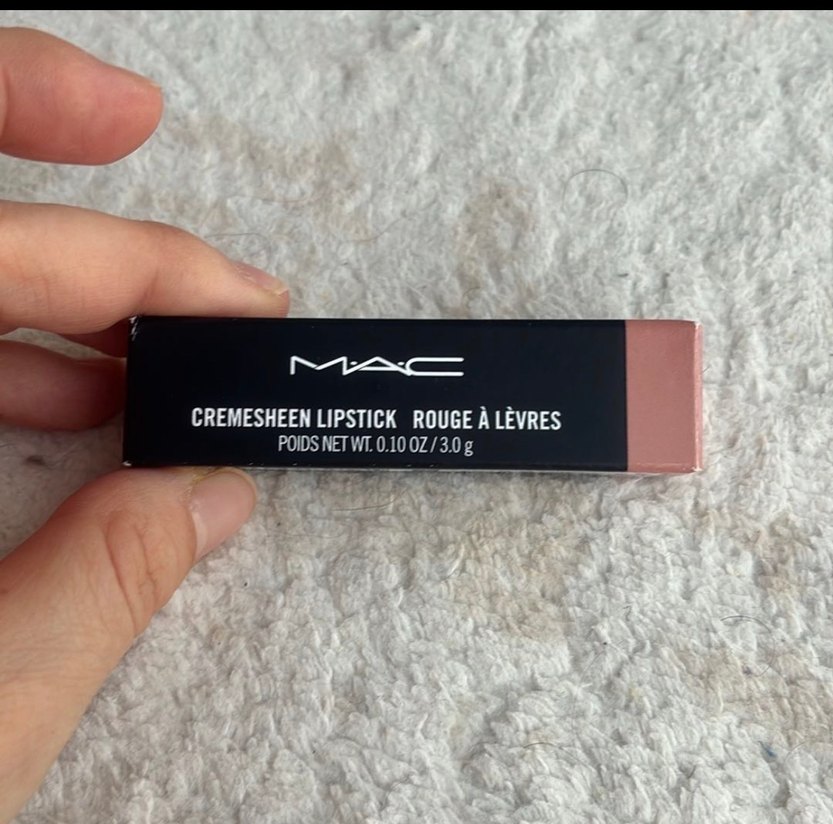 M·A·C
CREMESHEEN LIPSTICK ROUGE À LÈVRES
POIDS NET WT. 0.10 OZ / 3.0 g